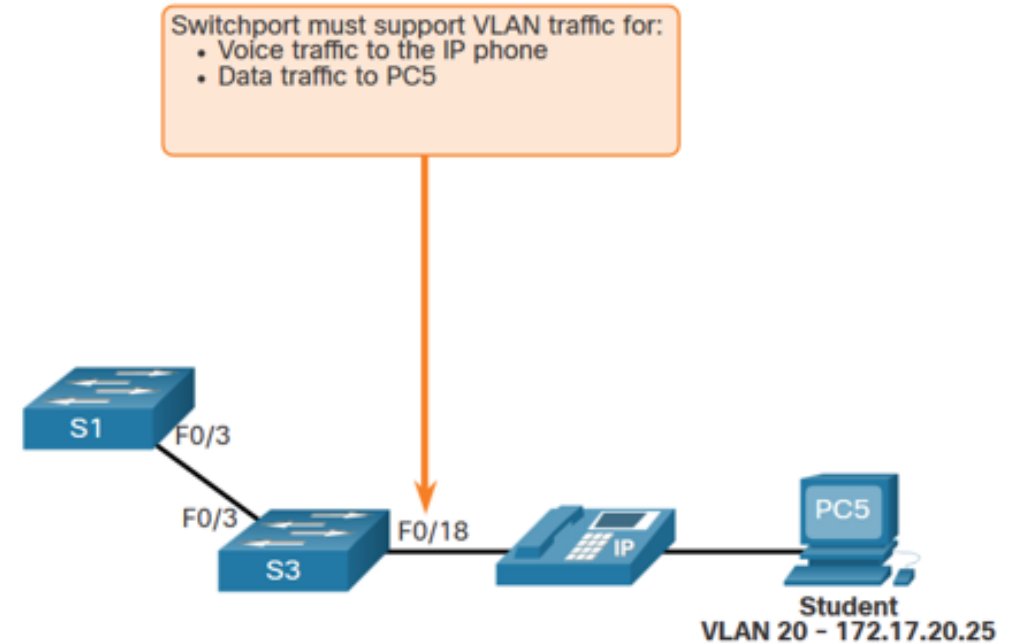 Switchport must support VLAN traffic for:
• Voice traffic to the IP phone
• Data traffic to PC5
S1
F0/3
F0/3
F0/18
S3
IP
PC5
Student
VLAN 20 – 172.17.20.25